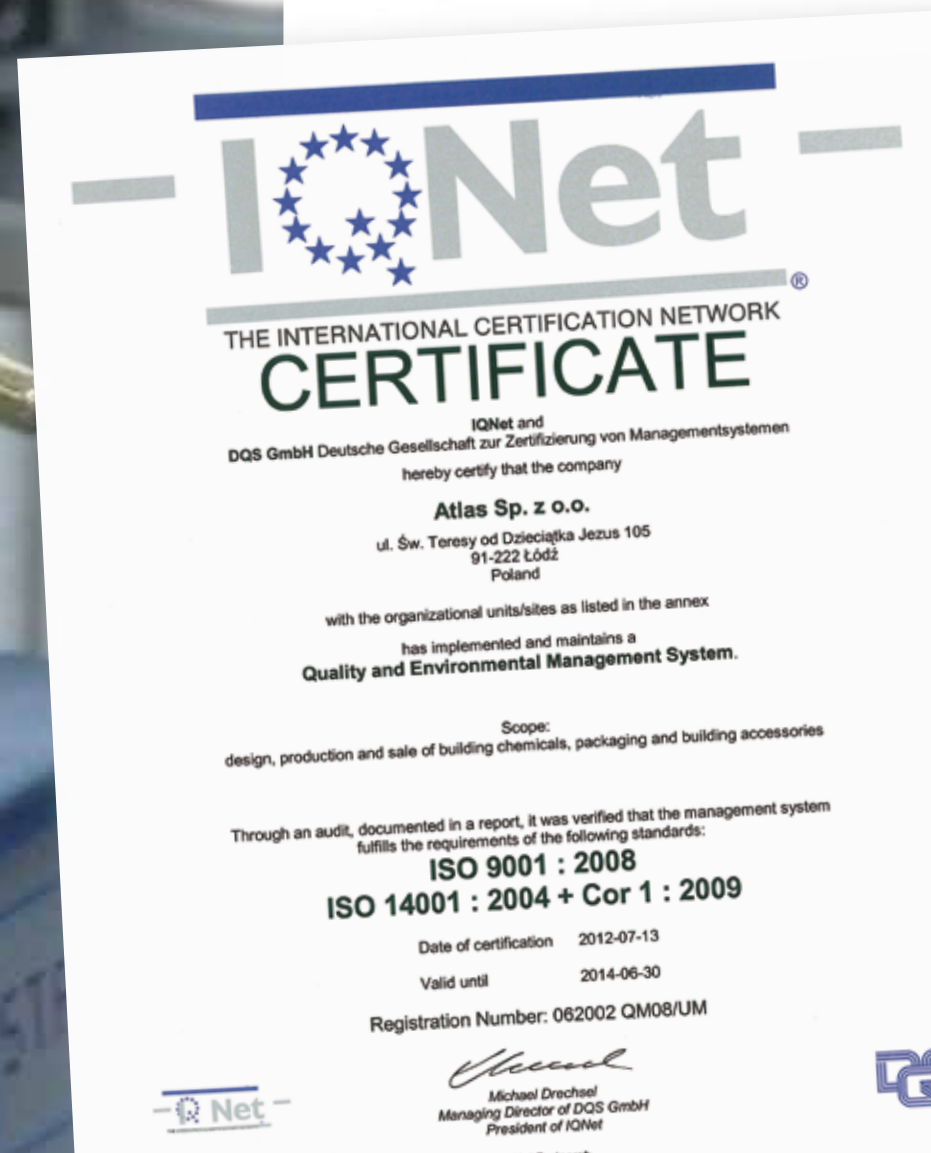 IQNet
®
THE INTERNATIONAL CERTIFICATION NETWORK
CERTIFICATE
IQNet and
DQS GmbH Deutsche Gesellschaft zur Zertifizierung von Managementsystemen
hereby certify that the company
Atlas Sp. z o.o.
ul. Św. Teresy od Dzieciątka Jezus 105
91-222 Łódź
Poland
with the organizational units/sites as listed in the annex
has implemented and maintains a
Quality and Environmental Management System.
Scope:
design, production and sale of building chemicals, packaging and building accessories
Through an audit, documented in a report, it was verified that the management system
fulfills the requirements of the following standards:
ISO 9001 : 2008
ISO 14001 : 2004 + Cor 1 : 2009
Date of certification 2012-07-13
Valid until 2014-06-30
Registration Number: 062002 QM08/UM
Michael Drechsel
Managing Director of DQS GmbH
President of IQNet
IQ Net